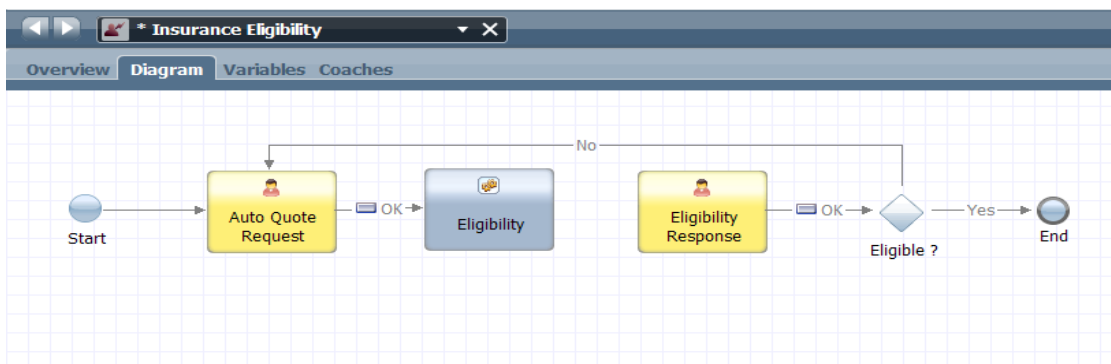 * Insurance Eligibility
Overview Diagram Variables Coaches
No
Start
Auto Quote
Request
OK
Eligibility
Eligibility
Response
OK
Eligible ?
Yes
End